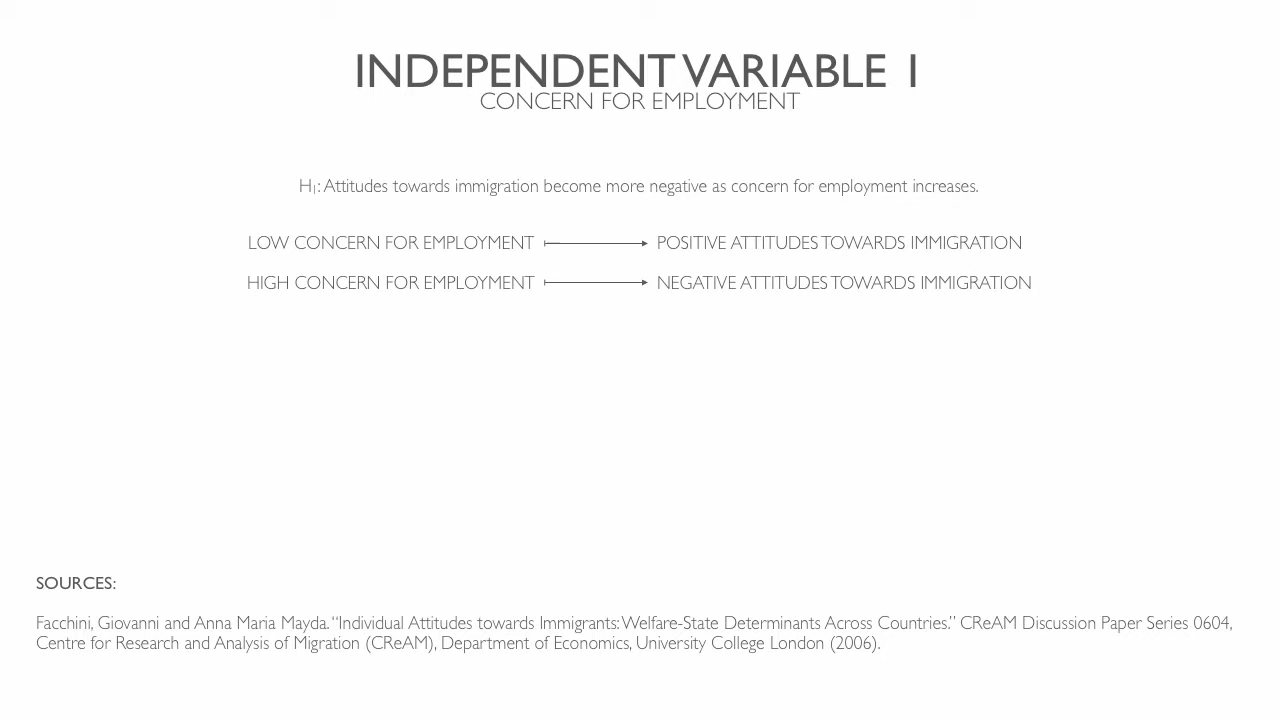 INDEPENDENT VARIABLE 1
CONCERN FOR EMPLOYMENT
H₁: Attitudes towards immigration become more negative as concern for employment increases.
LOW CONCERN FOR EMPLOYMENT POSITIVE ATTITUDES TOWARDS IMMIGRATION
HIGH CONCERN FOR EMPLOYMENT NEGATIVE ATTITUDES TOWARDS IMMIGRATION
SOURCES:
Facchini, Giovanni and Anna Maria Mayda. “Individual Attitudes towards Immigrants: Welfare-State Determinants Across Countries.” CReAM Discussion Paper Series 0604,
Centre for Research and Analysis of Migration (CReAM), Department of Economics, University College London (2006).